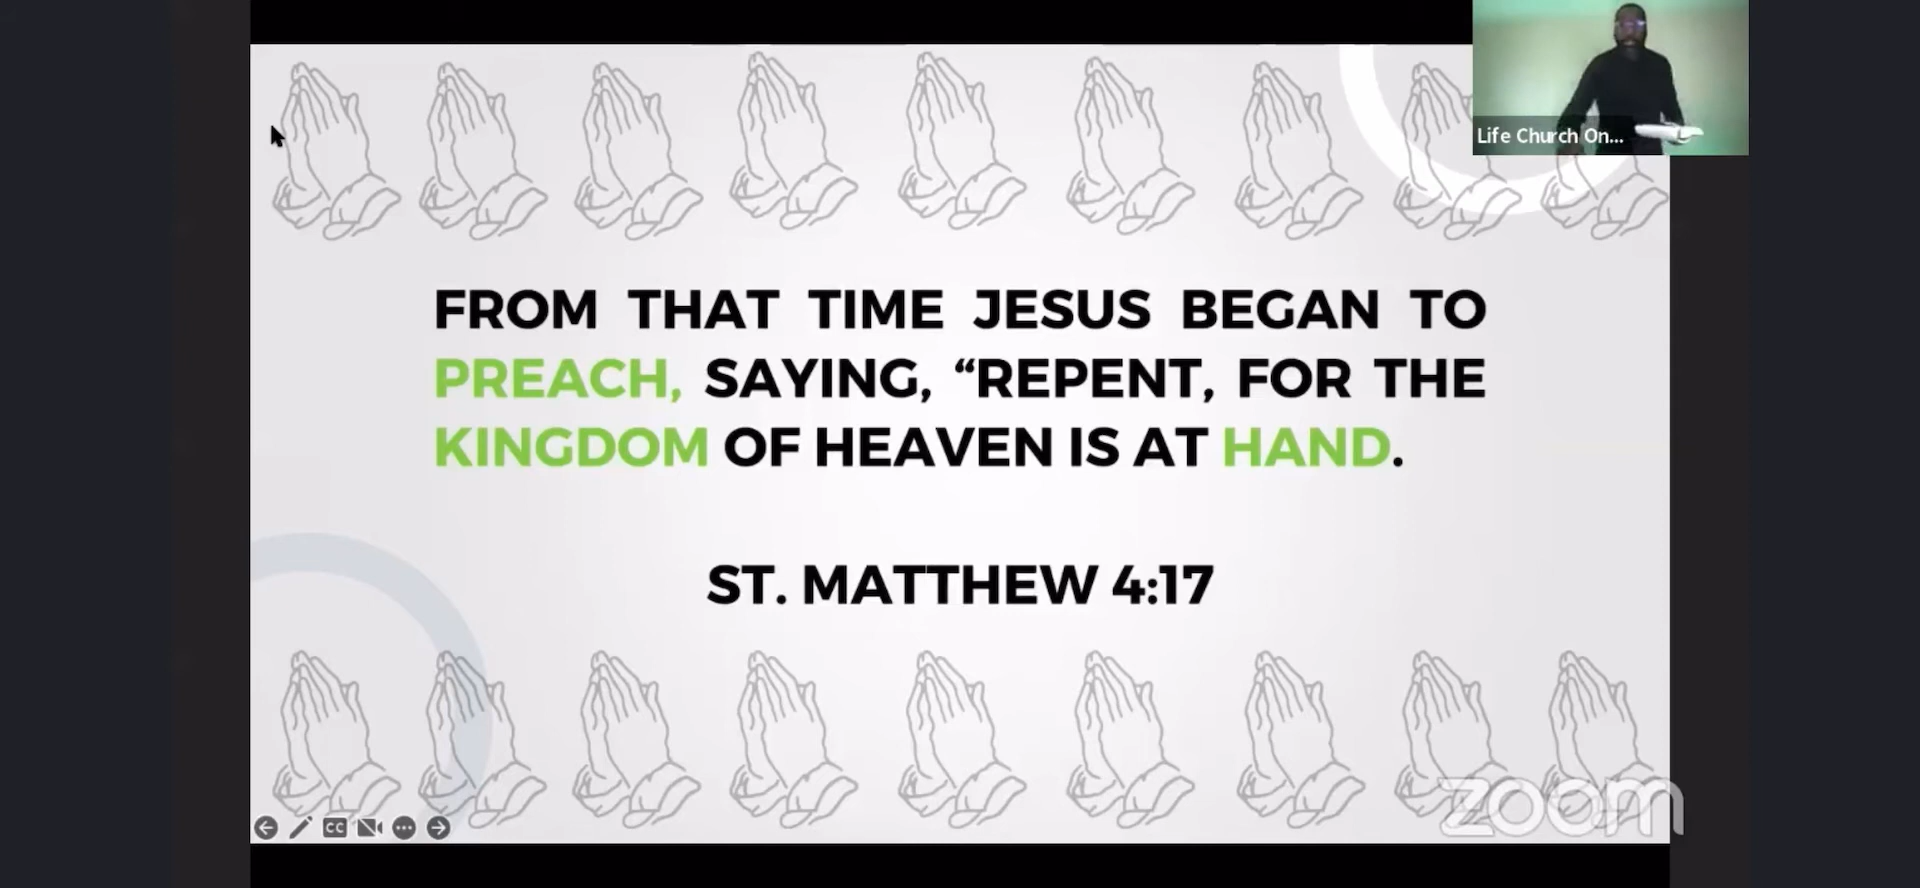 Life Church On...
FROM THAT TIME JESUS BEGAN TO
PREACH, SAYING, “REPENT, FOR THE
KINGDOM OF HEAVEN IS AT HAND.
ST. MATTHEW 4:17
CC
zoom